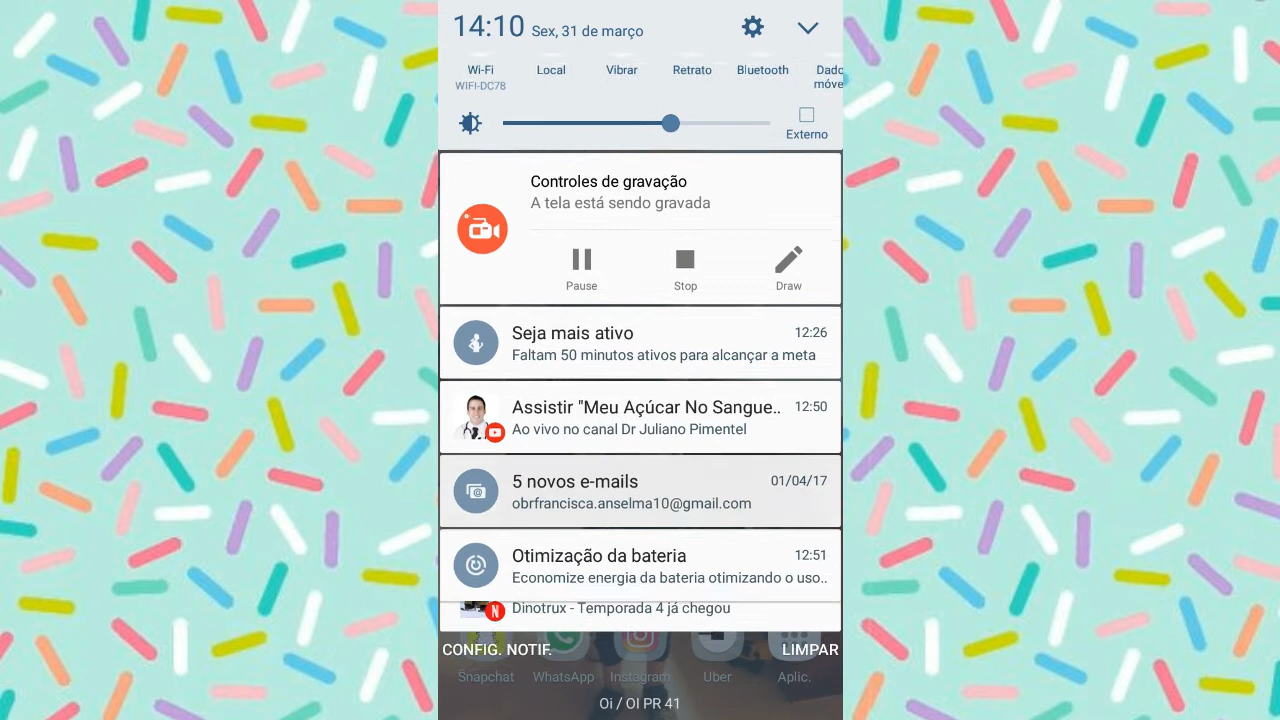 14:10 Sex, 31 de março
Wi-Fi Local Vibrar Retrato Bluetooth Dado
WIFI-DC78 móve
Externo
Controles de gravação
A tela está sendo gravada
Pause Stop Draw
Seja mais ativo 12:26
Faltam 50 minutos ativos para alcançar a meta
Assistir "Meu Açúcar No Sangue.. 12:50
Ao vivo no canal Dr Juliano Pimentel
5 novos e-mails 01/04/17
obrfrancisca.anselma10@gmail.com
Otimização da bateria 12:51
Economize energia da bateria otimizando o uso..
N Dinotrux - Temporada 4 já chegou
CONFIG. NOTIF. LIMPAR
Snapchat WhatsApp Instagram Uber Aplic.
Oi / OI PR 41